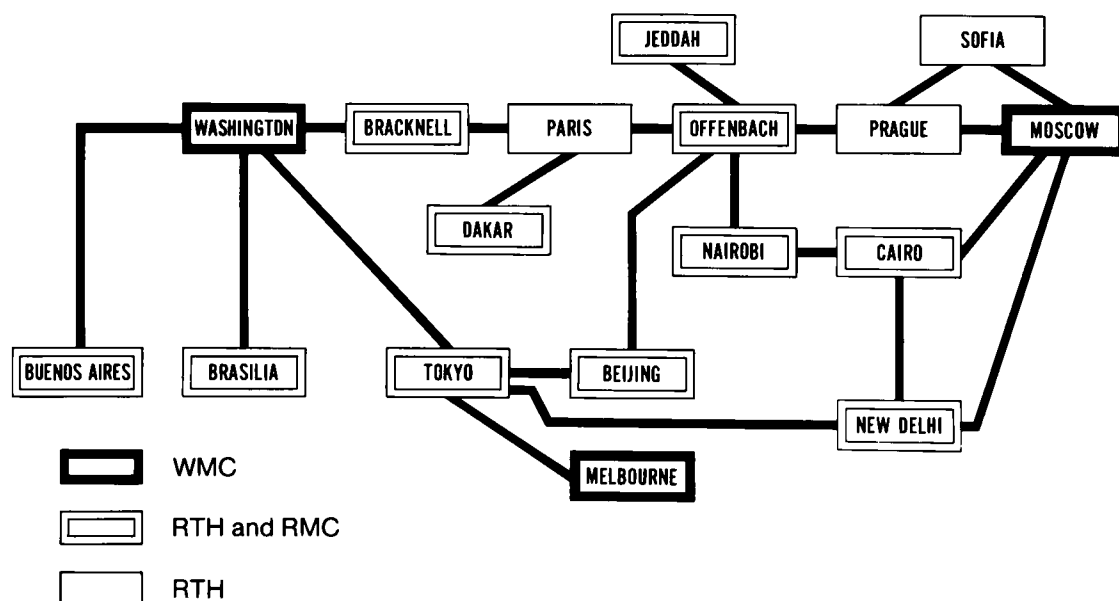 JEDDAH
SOFIA
WASHINGTON
BRACKNELL
PARIS
OFFENBACH
PRAGUE
MOSCOW
DAKAR
NAIROBI
CAIRO
BUENOS AIRES
BRASILIA
TOKYO
BEIJING
NEW DELHI
MELBOURNE
WMC
RTH and RMC
RTH